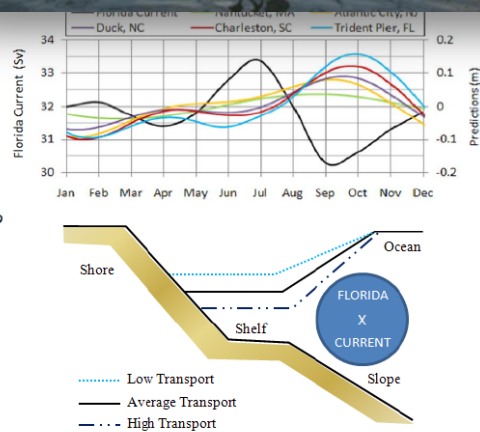 Florida Current Nantucket, MA Atlantic City, NJ
Duck, NC Charleston, SC Trident Pier, FL
Florida Current (Sv)
34
33
32
31
30
0.2
0.1
0
-0.1
-0.2
Predictions(m)
Jan Feb Mar Apr May Jun Jul Aug Sep Oct Nov Dec
Shore
Ocean
FLORIDA
X
CURRENT
Shelf
Slope
Low Transport
Average Transport
High Transport